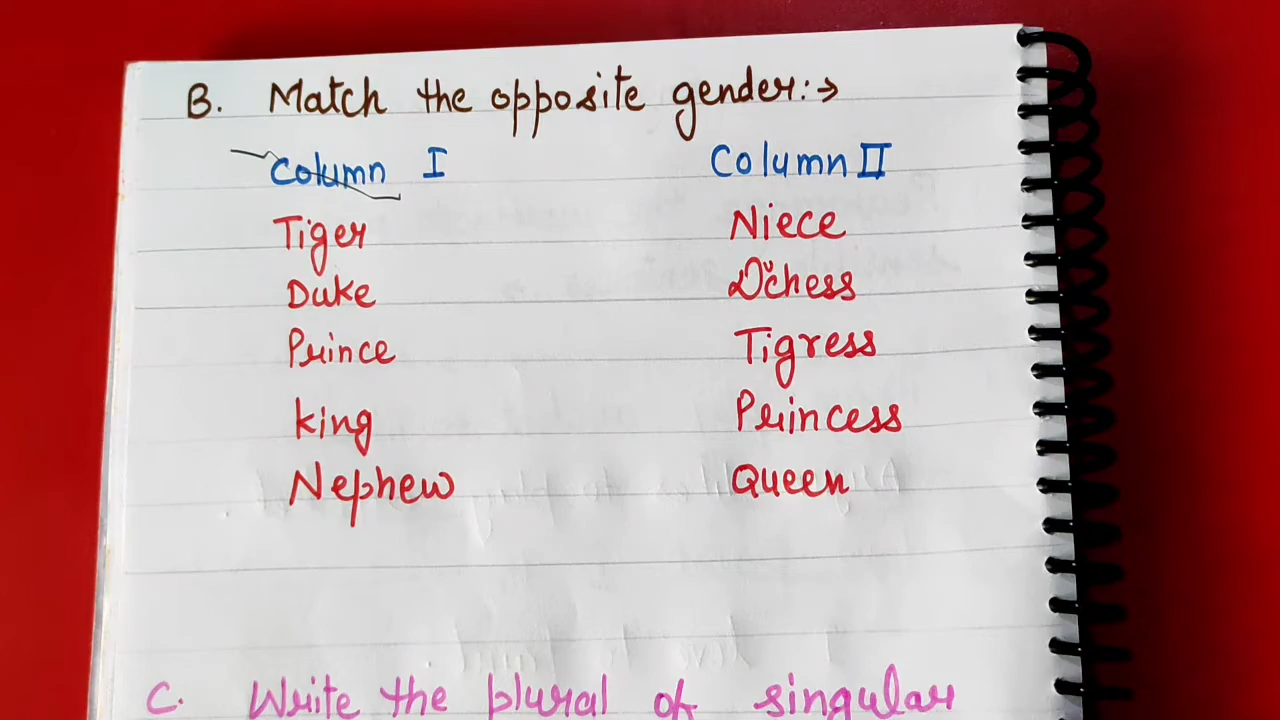 B. Match the opposite gender:→
Column I Column II
Tiger Niece
Duke Duchess
Prince Tigress
king Princess
Nephew Queen
C. Write the plural of singular